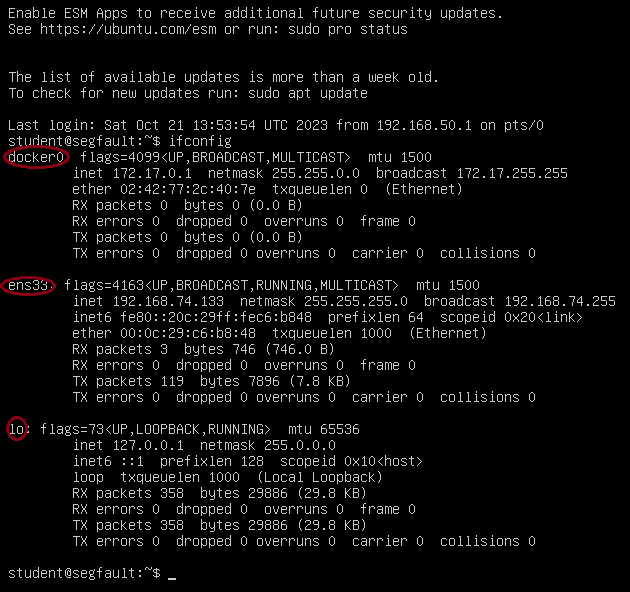 Enable ESM Apps to receive additional future security updates.
See https://ubuntu.com/esm or run: sudo pro status
The list of available updates is more than a week old.
To check for new updates run: sudo apt update
Last login: Sat Oct 21 13:53:54 UTC 2023 from 192.168.50.1 on pts/0
student@segfault:~$ ifconfig
docker0  flags=4099<UP,BROADCAST,MULTICAST>  mtu 1500
inet 172.17.0.1  netmask 255.255.0.0  broadcast 172.17.255.255
ether 02:42:77:2c:40:7e  txqueuelen 0  (Ethernet)
RX packets 0  bytes 0 (0.0 B)
RX errors 0  dropped 0  overruns 0  frame 0
TX packets 0  bytes 0 (0.0 B)
TX errors 0  dropped 0 overruns 0  carrier 0  collisions 0
ens33: flags=4163<UP,BROADCAST,RUNNING,MULTICAST>  mtu 1500
inet 192.168.74.133  netmask 255.255.255.0  broadcast 192.168.74.255
inet6 fe80::20c:29ff:fec6:b848  prefixlen 64  scopeid 0x20<link>
ether 00:0c:29:c6:b8:48  txqueuelen 1000  (Ethernet)
RX packets 3  bytes 746 (746.0 B)
RX errors 0  dropped 0  overruns 0  frame 0
TX packets 119  bytes 7896 (7.8 KB)
TX errors 0  dropped 0 overruns 0  carrier 0  collisions 0
lo: flags=73<UP,LOOPBACK,RUNNING>  mtu 65536
inet 127.0.0.1  netmask 255.0.0.0
inet6 ::1  prefixlen 128  scopeid 0x10<host>
loop  txqueuelen 1000  (Local Loopback)
RX packets 358  bytes 29886 (29.8 KB)
RX errors 0  dropped 0  overruns 0  frame 0
TX packets 358  bytes 29886 (29.8 KB)
TX errors 0  dropped 0 overruns 0  carrier 0  collisions 0
student@segfault:~$ _